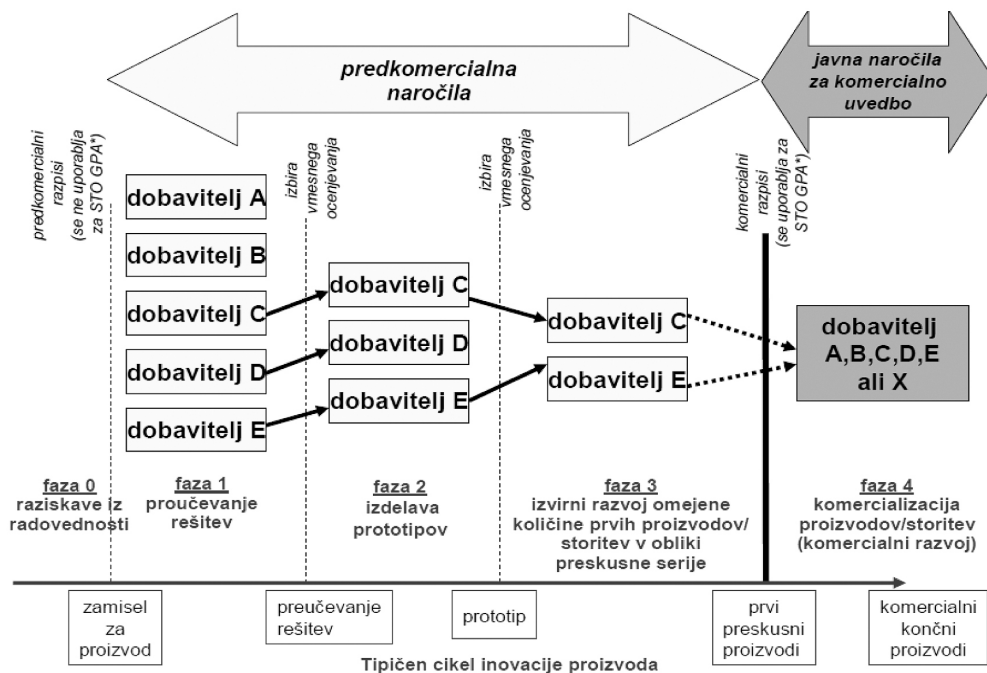 predkomercialna
naročila
javna naročila
za komercialno
uvedbo
predkomercialni
razpisi
(se ne uporablja
za STO GPA*)
izbira
vmesnega
ocenjevanja
izbira
vmesnega
ocenjevanja
komercialni
razpisi
(se uporablja za
STO GPA*)
dobavitelj A
dobavitelj B
dobavitelj C
dobavitelj D
dobavitelj E
dobavitelj C
dobavitelj D
dobavitelj E
dobavitelj C
dobavitelj E
dobavitelj
A,B,C,D,E
ali X
faza 0
raziskave iz
radovednosti
faza 1
proučevanje
rešitev
faza 2
izdelava
prototipov
faza 3
izvirni razvoj omejene
količine prvih proizvodov/
storitev v obliki
preskusne serije
faza 4
komercializacija
proizvodov/storitev
(komercialni razvoj)
zamisel
za
proizvod
preučevanje
rešitev
prototip
prvi
preskusni
proizvodi
komercialni
končni
proizvodi
Tipičen cikel inovacije proizvoda